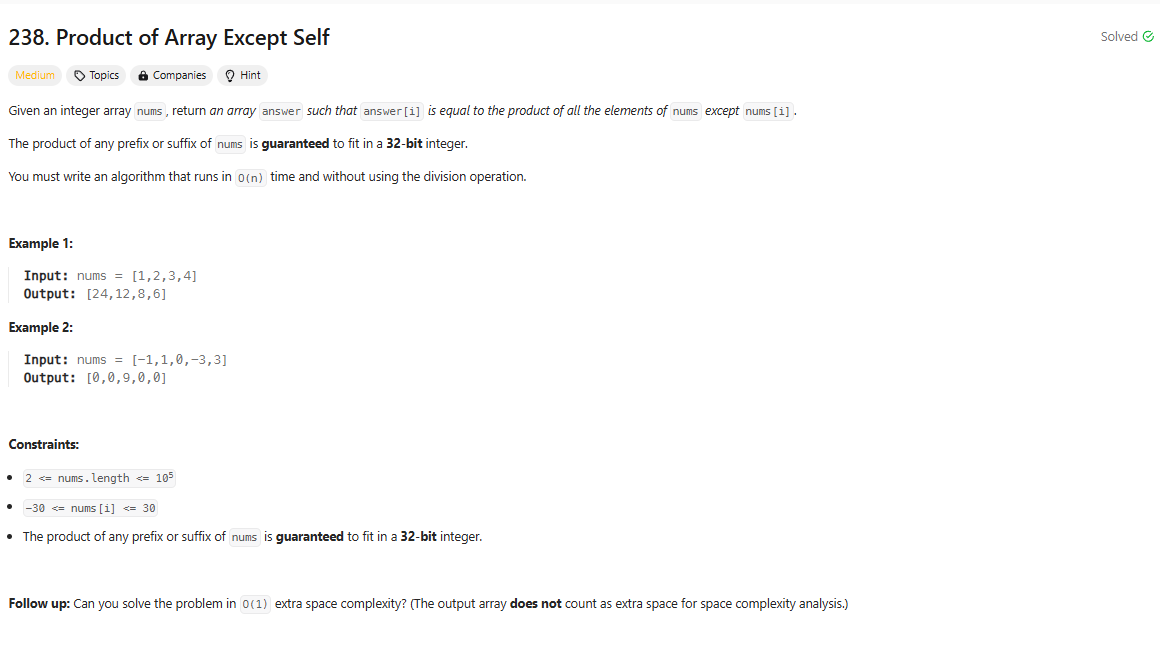 238. Product of Array Except Self
Solved
Medium Topics Companies Hint
Given an integer array nums, return an array answer such that answer[i] is equal to the product of all the elements of nums except nums[i].
The product of any prefix or suffix of nums is guaranteed to fit in a 32-bit integer.
You must write an algorithm that runs in O(n) time and without using the division operation.
Example 1:
Input: nums = [1,2,3,4]
Output: [24,12,8,6]
Example 2:
Input: nums = [-1,1,0,-3,3]
Output: [0,0,9,0,0]
Constraints:
• 2 <= nums.length <= 10⁵
• -30 <= nums[i] <= 30
• The product of any prefix or suffix of nums is guaranteed to fit in a 32-bit integer.
Follow up: Can you solve the problem in O(1) extra space complexity? (The output array does not count as extra space for space complexity analysis.)